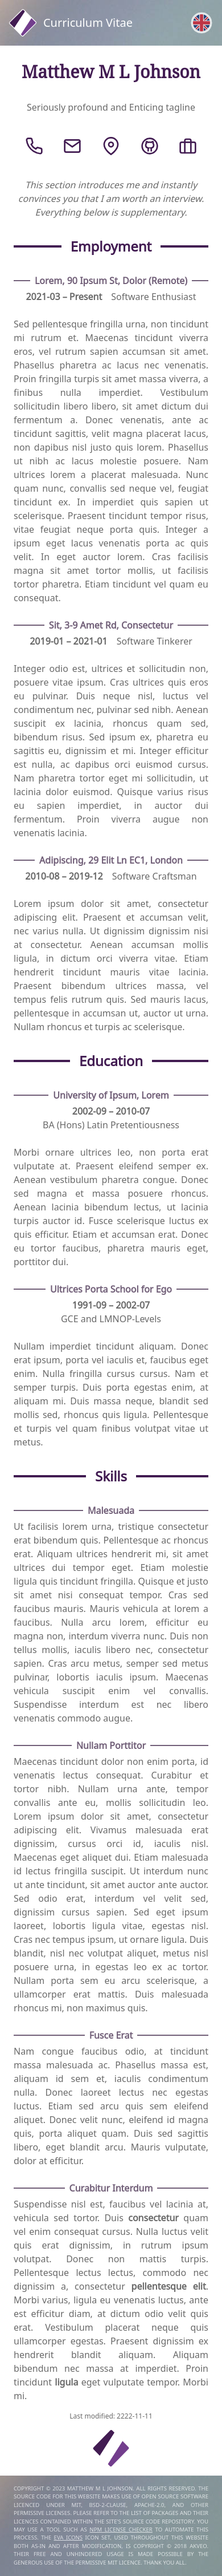 Curriculum Vitae
Matthew M L Johnson
Seriously profound and Enticing tagline
This section introduces me and instantly
convinces you that I am worth an interview.
Everything below is supplementary.
Employment
Lorem, 90 Ipsum St, Dolor (Remote)
2021-03 – Present Software Enthusiast
Sed pellentesque fringilla urna, non tincidunt
mi rutrum et. Maecenas tincidunt viverra
eros, vel rutrum sapien accumsan sit amet.
Phasellus pharetra ac lacus nec venenatis.
Proin fringilla turpis sit amet massa viverra, a
finibus nulla imperdiet. Vestibulum
sollicitudin libero libero, sit amet dictum dui
fermentum a. Donec venenatis, ante ac
tincidunt sagittis, velit magna placerat lacus,
non dapibus nisl justo quis lorem. Phasellus
ut nibh ac lacus molestie posuere. Nam
ultrices lorem a placerat malesuada. Nunc
quam nunc, convallis sed neque vel, feugiat
tincidunt ex. In imperdiet quis sapien ut
scelerisque. Praesent tincidunt tempor risus,
vitae feugiat neque porta quis. Integer a
ipsum eget lacus venenatis porta ac quis
velit. In eget auctor lorem. Cras facilisis
magna sit amet tortor mollis, ut facilisis
tortor pharetra. Etiam tincidunt vel quam eu
consequat.
Sit, 3-9 Amet Rd, Consectetur
2019-01 – 2021-01 Software Tinkerer
Integer odio est, ultrices et sollicitudin non,
posuere vitae ipsum. Cras ultrices quis eros
eu pulvinar. Duis neque nisl, luctus vel
condimentum nec, pulvinar sed nibh. Aenean
suscipit ex lacinia, rhoncus quam sed,
bibendum risus. Sed ipsum ex, pharetra eu
sagittis eu, dignissim et mi. Integer efficitur
est nulla, ac dapibus orci euismod cursus.
Nam pharetra tortor eget mi sollicitudin, ut
lacinia dolor euismod. Quisque varius risus
eu sapien imperdiet, in auctor dui
fermentum. Proin viverra augue non
venenatis lacinia.
Adipiscing, 29 Elit Ln EC1, London
2010-08 – 2019-12 Software Craftsman
Lorem ipsum dolor sit amet, consectetur
adipiscing elit. Praesent et accumsan velit,
nec varius nulla. Ut dignissim dignissim nisi
at consectetur. Aenean accumsan mollis
ligula, in dictum orci viverra vitae. Etiam
hendrerit tincidunt mauris vitae lacinia.
Praesent bibendum ultrices massa, vel
tempus felis rutrum quis. Sed mauris lacus,
pellentesque in accumsan ut, auctor ut urna.
Nullam rhoncus et turpis ac scelerisque.
Education
University of Ipsum, Lorem
2002-09 – 2010-07
BA (Hons) Latin Pretentiousness
Morbi ornare ultrices leo, non porta erat
vulputate at. Praesent eleifend semper ex.
Aenean vestibulum pharetra congue. Donec
sed magna et massa posuere rhoncus.
Aenean lacinia bibendum lectus, ut lacinia
turpis auctor id. Fusce scelerisque luctus ex
quis efficitur. Etiam et accumsan erat. Donec
eu tortor faucibus, pharetra mauris eget,
porttitor dui.
Ultrices Porta School for Ego
1991-09 – 2002-07
GCE and LMNOP-Levels
Nullam imperdiet tincidunt aliquam. Donec
erat ipsum, porta vel iaculis et, faucibus eget
enim. Nulla fringilla cursus cursus. Nam et
semper turpis. Duis porta egestas enim, at
aliquam mi. Duis massa neque, blandit sed
mollis sed, rhoncus quis ligula. Pellentesque
et turpis vel quam finibus volutpat vitae ut
metus.
Skills
Malesuada
Ut facilisis lorem urna, tristique consectetur
erat bibendum quis. Pellentesque ac rhoncus
erat. Aliquam ultrices hendrerit mi, sit amet
ultrices dui tempor eget. Etiam molestie
ligula quis tincidunt fringilla. Quisque et justo
sit amet nisi consequat tempor. Cras sed
faucibus mauris. Mauris vehicula at lorem a
faucibus. Nulla arcu lorem, efficitur eu
magna non, interdum viverra nunc. Duis non
tellus mollis, iaculis libero nec, consectetur
sapien. Cras arcu metus, semper sed metus
pulvinar, lobortis iaculis ipsum. Maecenas
vehicula suscipit enim vel convallis.
Suspendisse interdum est nec libero
venenatis commodo augue.
Nullam Porttitor
Maecenas tincidunt dolor non enim porta, id
venenatis lectus consequat. Curabitur et
tortor nibh. Nullam urna ante, tempor
convallis ante eu, mollis sollicitudin leo.
Lorem ipsum dolor sit amet, consectetur
adipiscing elit. Vivamus malesuada erat
dignissim, cursus orci id, iaculis nisl.
Maecenas eget aliquet dui. Etiam malesuada
id lectus fringilla suscipit. Ut interdum nunc
ut ante tincidunt, sit amet auctor ante auctor.
Sed odio erat, interdum vel velit sed,
dignissim cursus sapien. Sed eget ipsum
laoreet, lobortis ligula vitae, egestas nisl.
Cras nec tempus ipsum, ut ornare ligula. Duis
blandit, nisl nec volutpat aliquet, metus nisl
posuere urna, in egestas leo ex ac tortor.
Nullam porta sem eu arcu scelerisque, a
ullamcorper erat mattis. Duis malesuada
rhoncus mi, non maximus quis.
Fusce Erat
Nam congue faucibus odio, at tincidunt
massa malesuada ac. Phasellus massa est,
aliquam id sem et, iaculis condimentum
nulla. Donec laoreet lectus nec egestas
luctus. Etiam sed arcu quis sem eleifend
aliquet. Donec velit nunc, eleifend id magna
quis, porta aliquet quam. Duis sed sagittis
libero, eget blandit arcu. Mauris vulputate,
dolor at efficitur.
Curabitur Interdum
Suspendisse nisl est, faucibus vel lacinia at,
vehicula sed tortor. Duis consectetur quam
vel enim consequat cursus. Nulla luctus velit
quis erat dignissim, in rutrum ipsum
volutpat. Donec non mattis turpis.
Pellentesque lectus lectus, commodo nec
dignissim a, consectetur pellentesque elit.
Morbi varius, ligula eu venenatis luctus, ante
est efficitur diam, at dictum odio velit quis
erat. Vestibulum placerat neque quis
ullamcorper egestas. Praesent dignissim ex
hendrerit blandit aliquam. Aliquam
bibendum nec massa at imperdiet. Proin
tincidunt ligula eget vulputate tempor. Morbi
mi.
Last modified: 2222-11-11
COPYRIGHT © 2023 MATTHEW M L JOHNSON. ALL RIGHTS RESERVED. THE
SOURCE CODE FOR THIS WEBSITE MAKES USE OF OPEN SOURCE SOFTWARE
LICENCED UNDER MIT, BSD-2-CLAUSE, APACHE-2.0, AND OTHER
PERMISSIVE LICENSES. PLEASE REFER TO THE LIST OF PACKAGES AND THEIR
LICENCES CONTAINED WITHIN THE SITE'S SOURCE CODE REPOSITORY. YOU
MAY USE A TOOL, SUCH AS NPM LICENSE CHECKER TO AUTOMATE THIS
PROCESS. THE EVA ICONS ICON SET, USED THROUGHOUT THIS WEBSITE
BOTH AS-IN AND AFTER MODIFICATION, IS COPYRIGHT © 2018 AKVEO.
THEIR FREE AND UNHINDERED USAGE IS MADE POSSIBLE BY THE
GENEROUS USE OF THE PERMISSIVE MIT LICENCE. THANK YOU ALL.